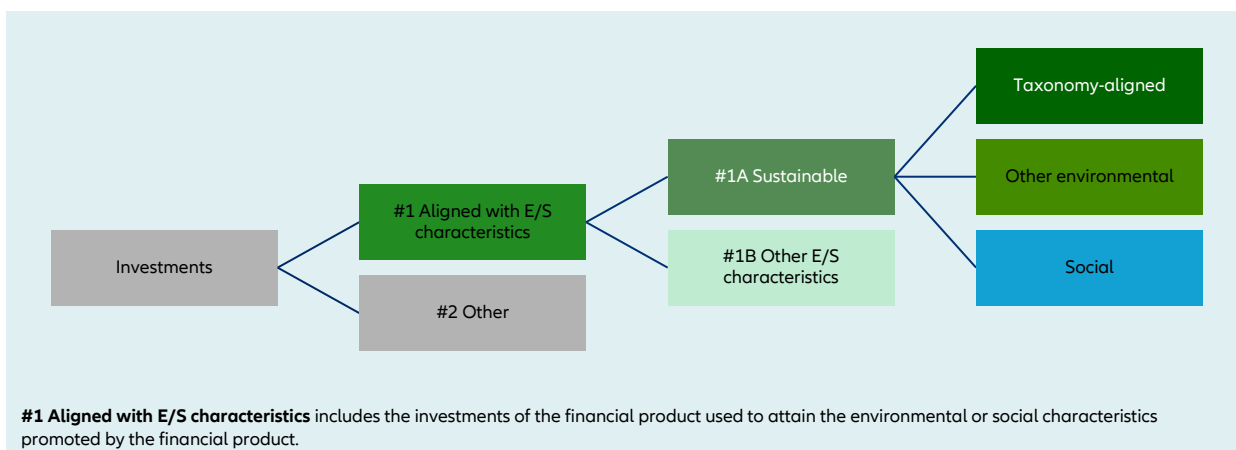 Taxonomy-aligned
#1A Sustainable
Other environmental
#1 Aligned with E/S
characteristics
Investments
#1B Other E/S
characteristics
Social
#2 Other
#1 Aligned with E/S characteristics includes the investments of the financial product used to attain the environmental or social characteristics
promoted by the financial product.